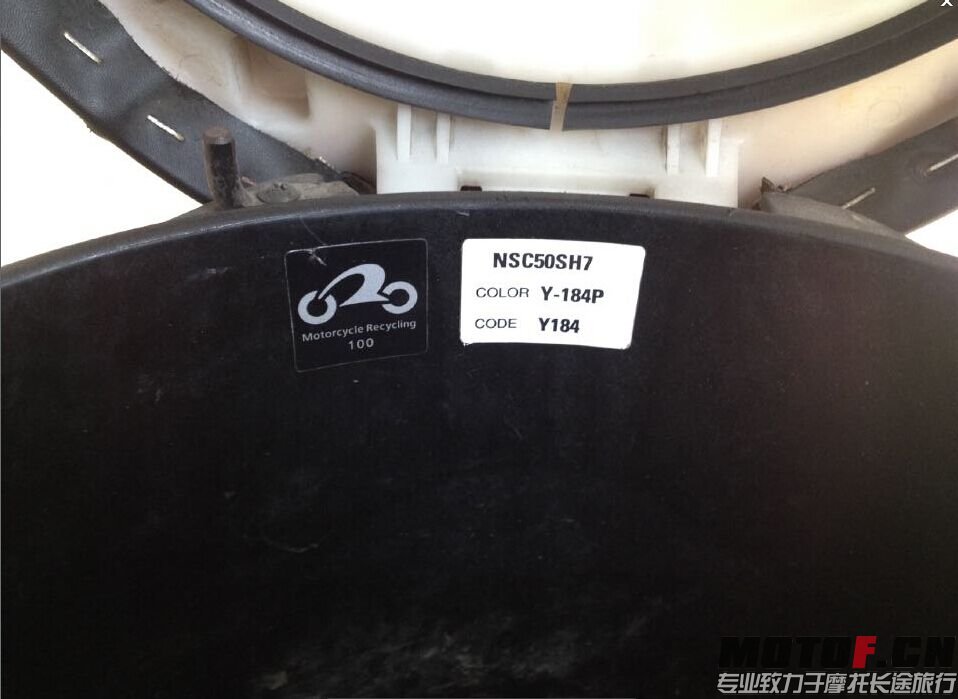 NSC50SH7
COLOR Y-184P
CODE Y184
Motorcycle Recycling
100
MOTOF.CN
专业致力于摩托长途旅行